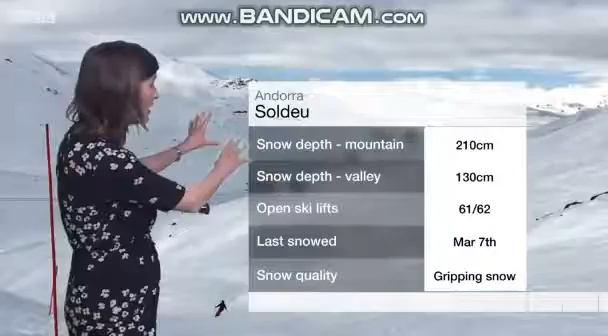 www.BANDICAM.com
Andorra
Soldeu
Snow depth - mountain 210cm
Snow depth - valley 130cm
Open ski lifts 61/62
Last snowed Mar 7th
Snow quality Gripping snow